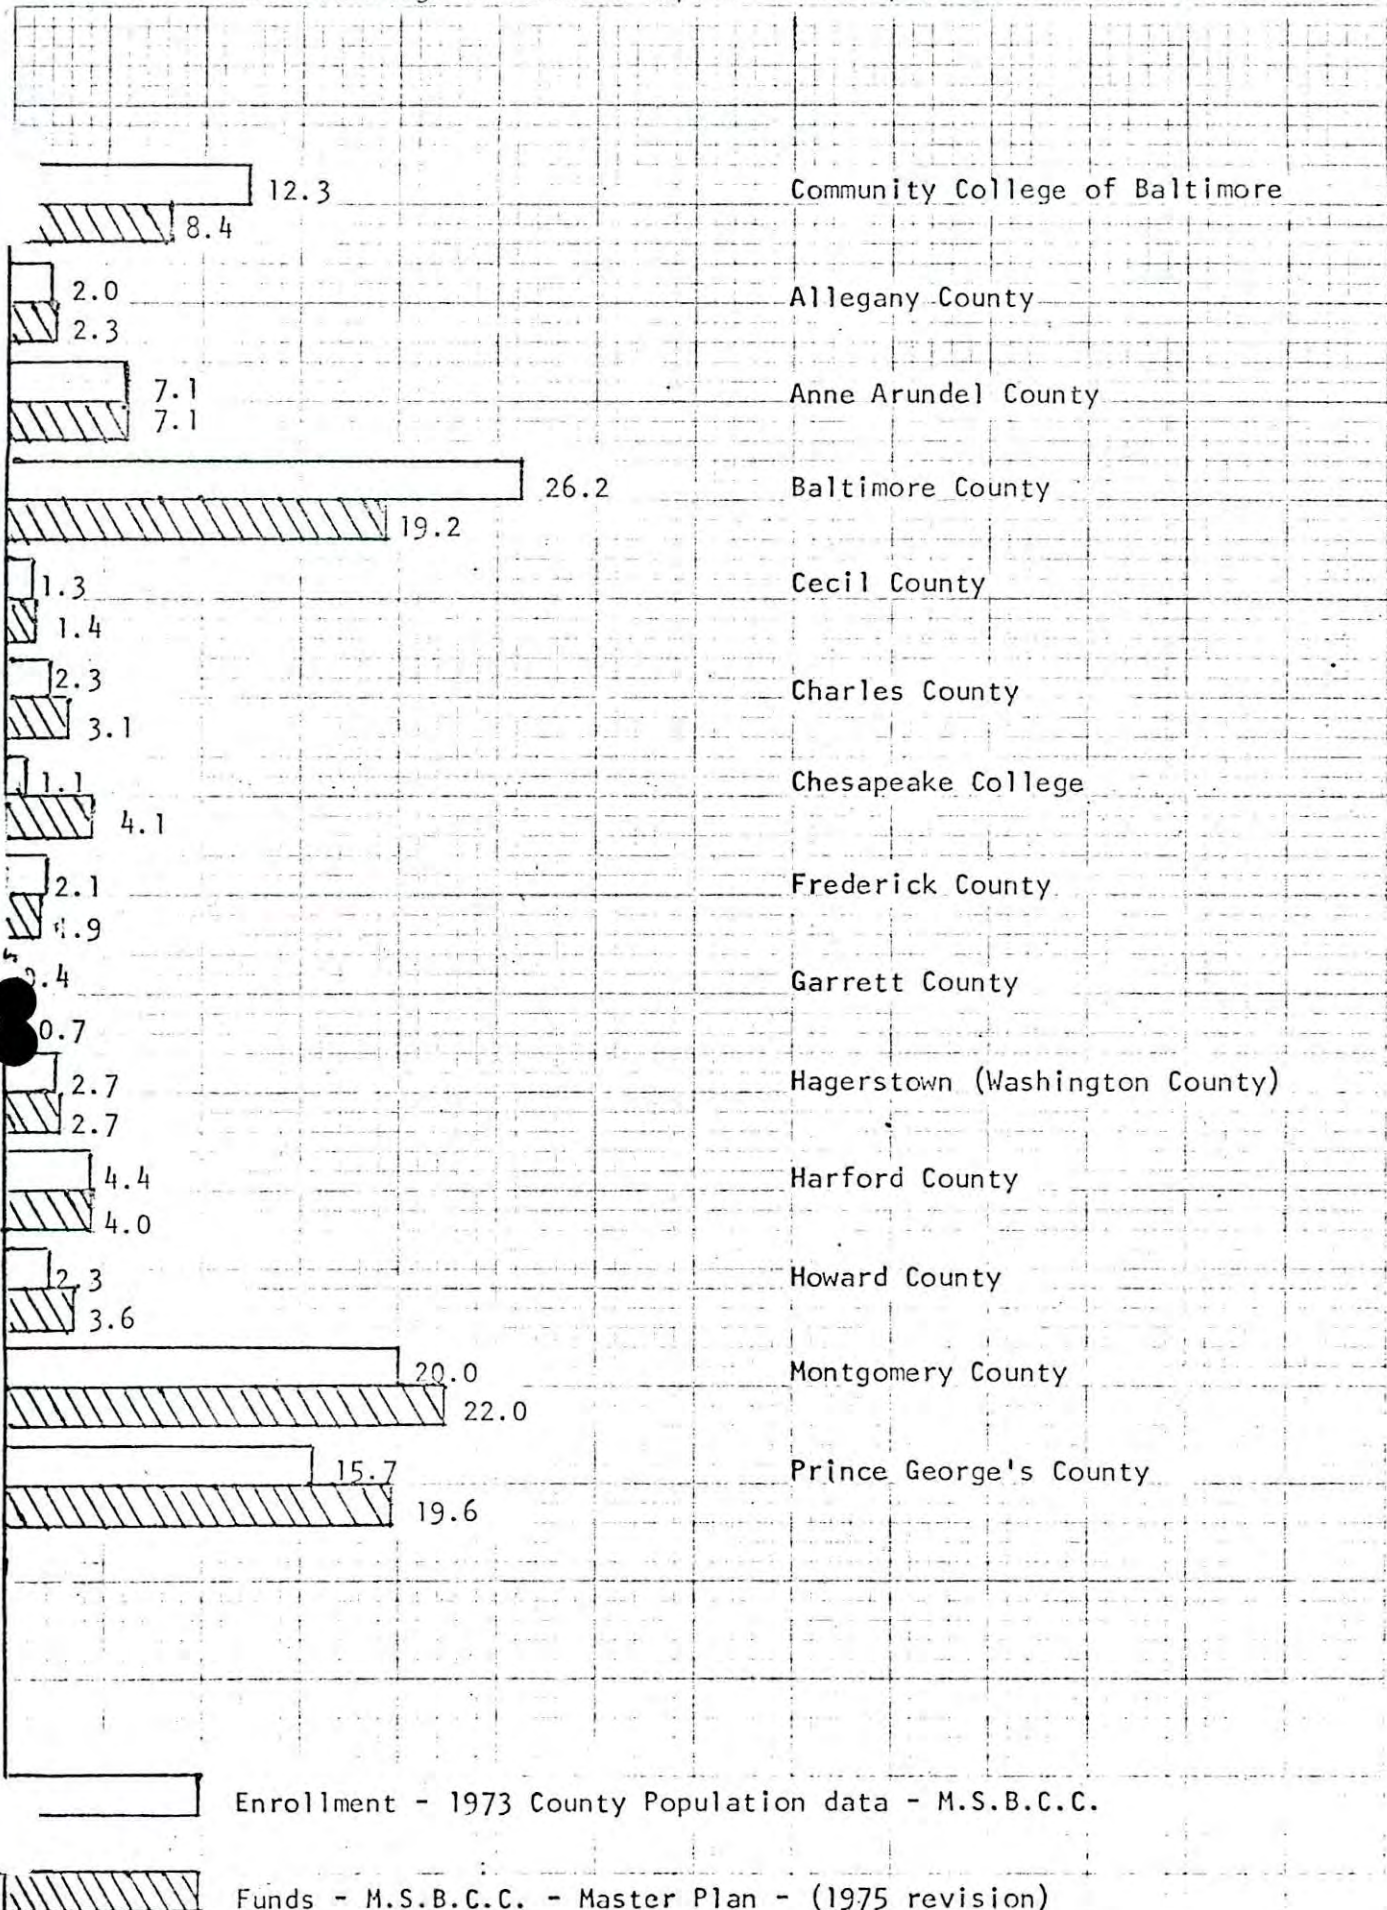 12.3 Community College of Baltimore
8.4
2.0 Allegany County
2.3
7.1 Anne Arundel County
7.1
26.2 Baltimore County
19.2
1.3 Cecil County
1.4
2.3 Charles County
3.1
1.1 Chesapeake College
4.1
2.1 Frederick County
1.9
.4 Garrett County
0.7
2.7 Hagerstown (Washington County)
2.7
4.4 Harford County
4.0
2.3 Howard County
3.6
20.0 Montgomery County
22.0
15.7 Prince George's County
19.6
Enrollment - 1973 County Population data - M.S.B.C.C.
Funds - M.S.B.C.C. - Master Plan - (1975 revision)